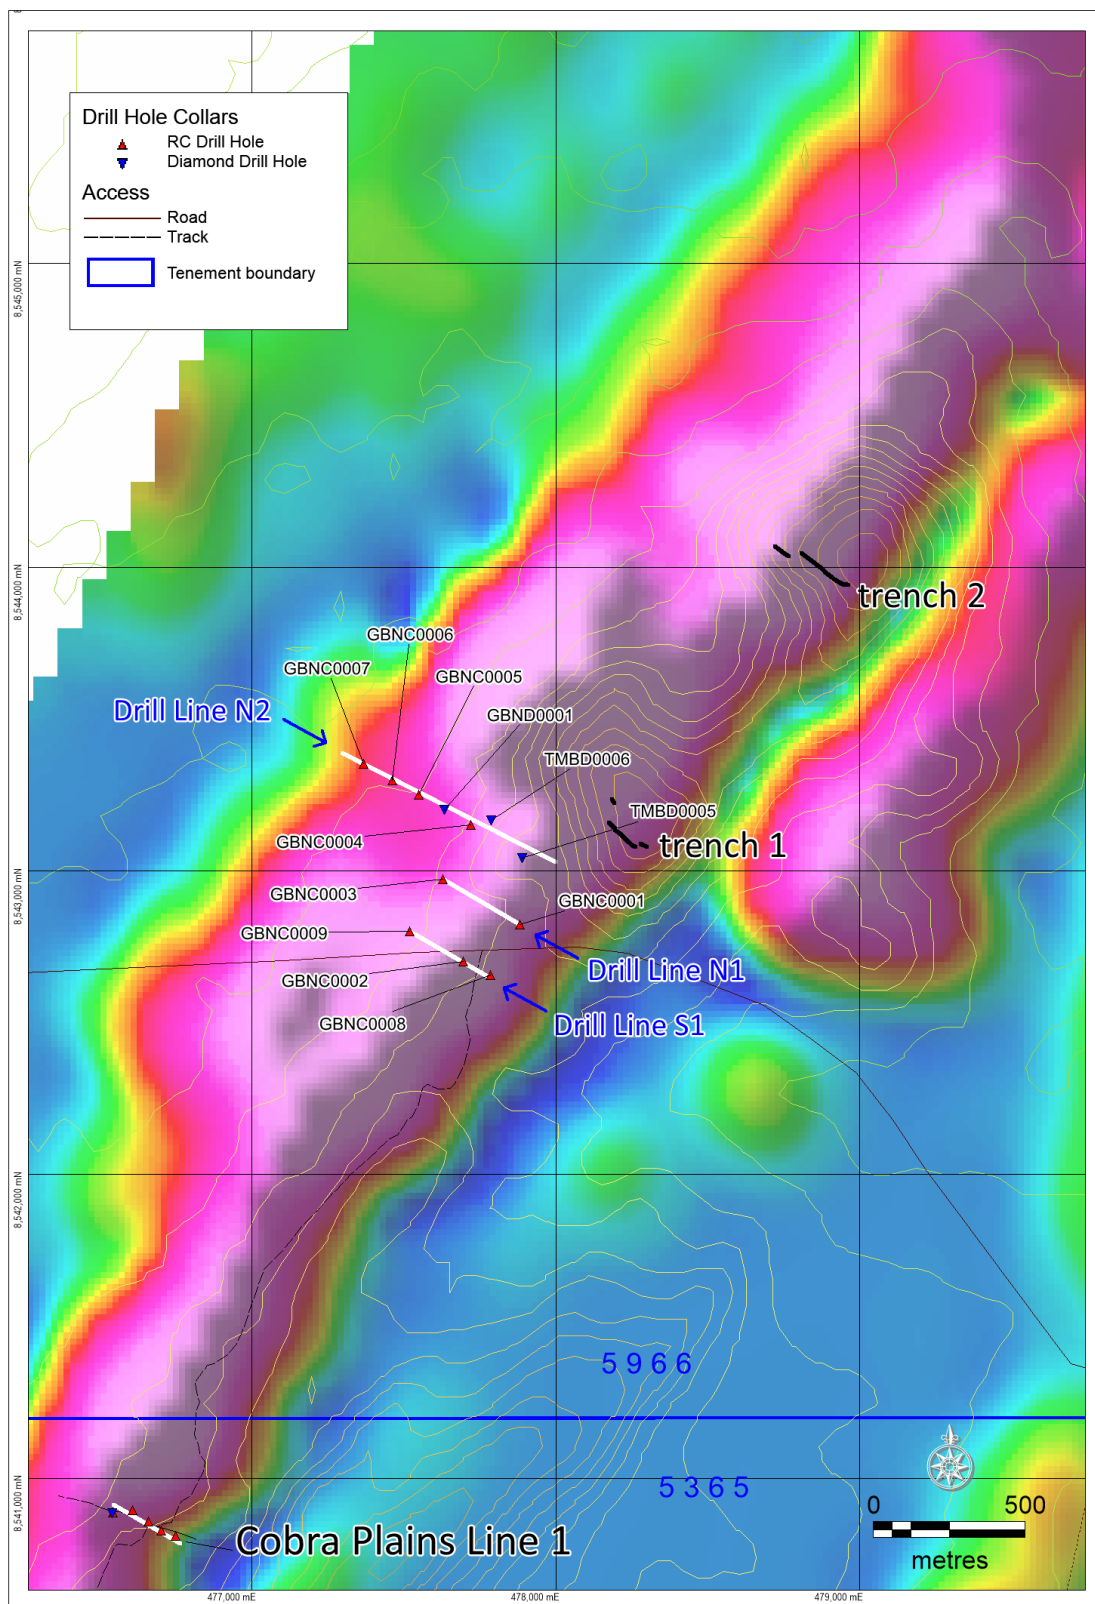 Drill Hole Collars
RC Drill Hole
Diamond Drill Hole
Access
Road
Track
Tenement boundary
8,545,000 mN
8,544,000 mN
trench 2
GBNC0006
GBNC0007
GBNC0005
Drill Line N2
GBND0001
TMBD0006
TMBD0005
GBNC0004
trench 1
8,543,000 mN
GBNC0003
GBNC0001
GBNC0009
Drill Line N1
GBNC0002
GBNC0008
Drill Line S1
8,542,000 mN
5966
5365
8,541,000 mN
0 500
metres
Cobra Plains Line 1
477,000 mE
478,000 mE
479,000 mE